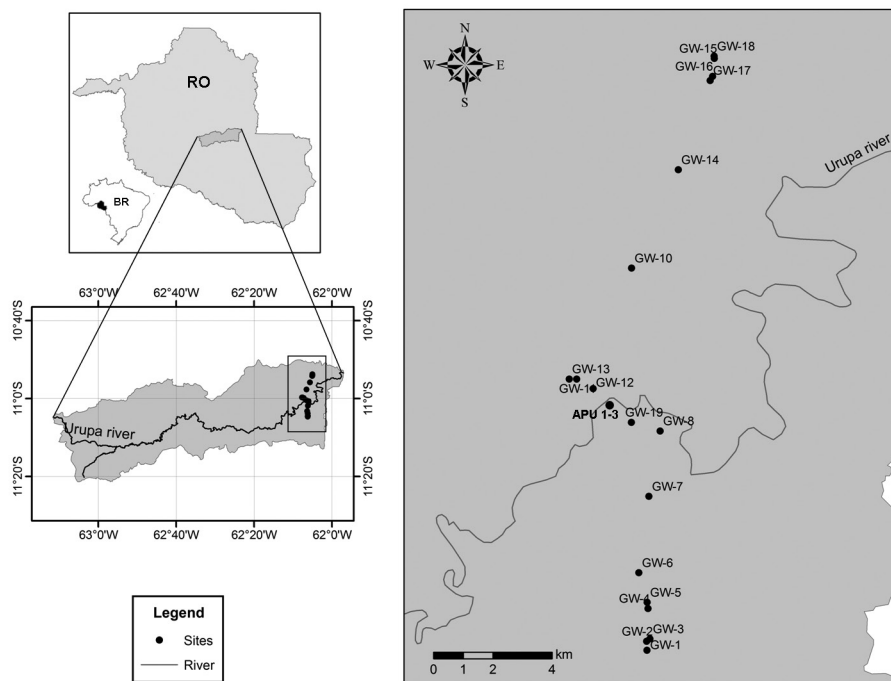 RO
BR
63°0'W 62°40'W 62°20'W 62°0'W
10°40'S 10°40'S
11°0'S 11°0'S
11°20'S 11°20'S
Urupa river
63°0'W 62°40'W 62°20'W 62°0'W
Legend
Sites
River
N
W E
S
GW-15 GW-18
GW-16 GW-17
Urupa river
GW-14
GW-10
GW-13
GW-1 GW-12
APU 1-3 GW-19
GW-8
GW-7
GW-6
GW-4 GW-5
GW-2 GW-3
GW-1
km
0 1 2 4